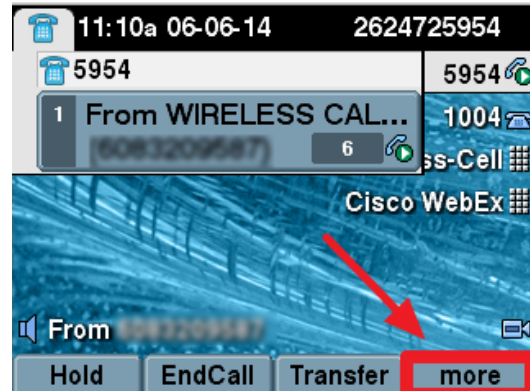 11:10a 06-06-14 2624725954
5954 5954
1 From WIRELESS CAL...
6
1004
ss-Cell
Cisco WebEx
From
Hold EndCall Transfer more